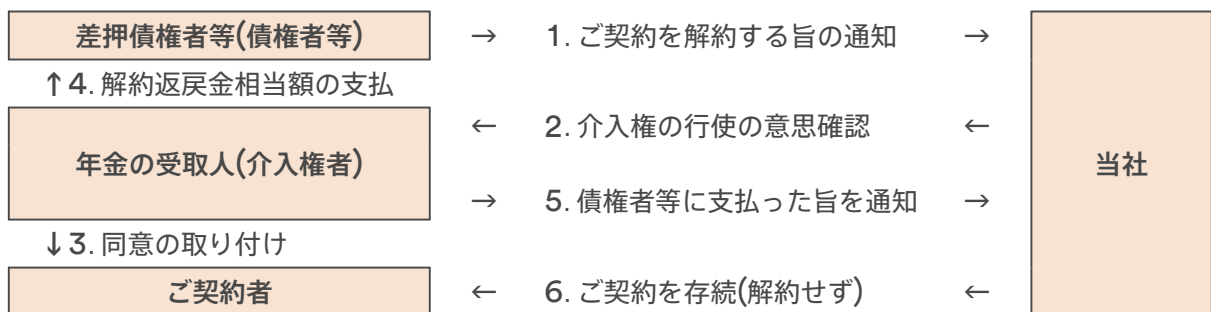 差押債権者等(債権者等) → 1. ご契約を解約する旨の通知 →
↑4. 解約返戻金相当額の支払
← 2. 介入権の行使の意思確認 ←
年金の受取人(介入権者)
当社
→ 5. 債権者等に支払った旨を通知 →
↓3. 同意の取り付け
ご契約者 ← 6. ご契約を存続(解約せず) ←